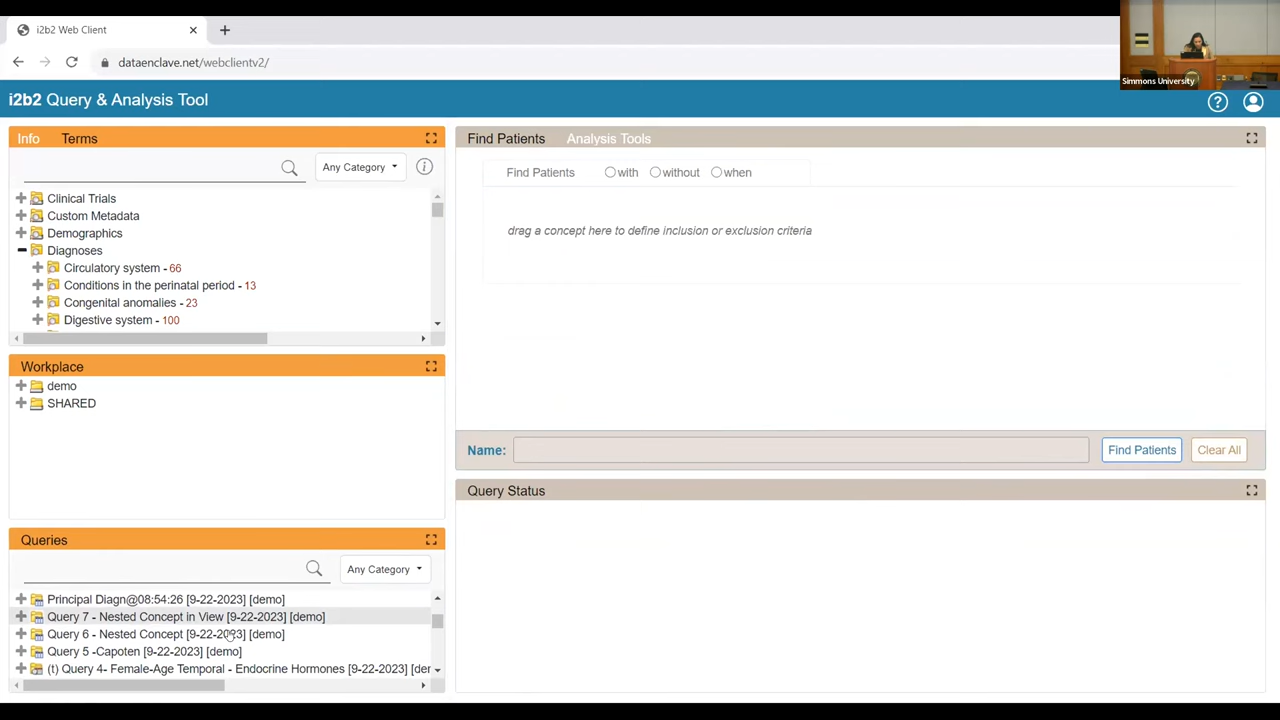 i2b2 Web Client
dataenclave.net/webclientv2/
Simmons University
i2b2 Query & Analysis Tool
Info Terms
Any Category
Clinical Trials
Custom Metadata
Demographics
Diagnoses
Circulatory system - 66
Conditions in the perinatal period - 13
Congenital anomalies - 23
Digestive system - 100
Workplace
demo
SHARED
Queries
Any Category
Principal Diagn@08:54:26 [9-22-2023] [demo]
Query 7 - Nested Concept in View [9-22-2023] [demo]
Query 6 - Nested Concept [9-22-2023] [demo]
Query 5 -Capoten [9-22-2023] [demo]
(t) Query 4- Female-Age Temporal - Endocrine Hormones [9-22-2023] [der
Find Patients Analysis Tools
Find Patients with without when
drag a concept here to define inclusion or exclusion criteria
Name: Find Patients Clear All
Query Status